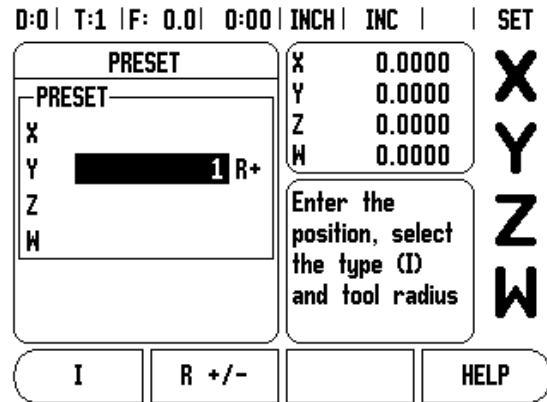 D:0| T:1 |F: 0.0| 0:00| INCH| INC | | SET
PRESET
PRESET
X
Y 1 R+
Z
W
X 0.0000
Y 0.0000
Z 0.0000
W 0.0000
Enter the
position, select
the type (I)
and tool radius
X
Y
Z
W
I
R +/-
HELP